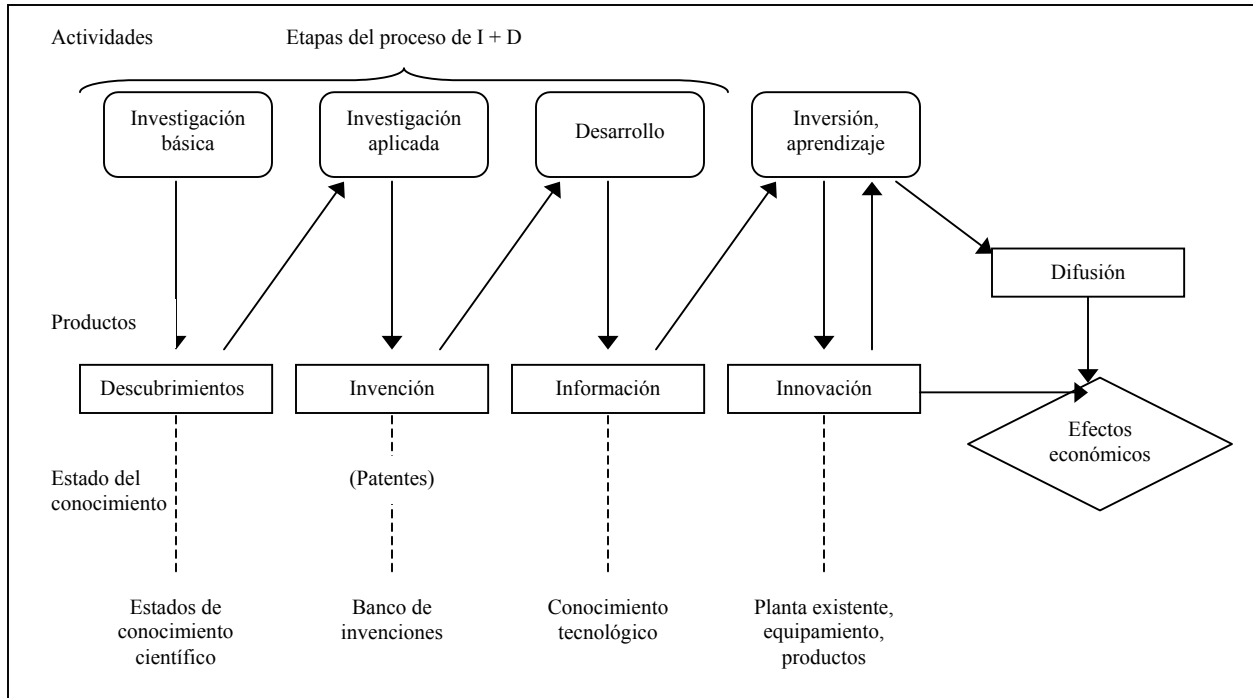 Actividades
Etapas del proceso de I + D
Investigación
básica
Investigación
aplicada
Desarrollo
Inversión,
aprendizaje
Difusión
Productos
Descubrimientos
Invención
Información
Innovación
Efectos
económicos
Estado del
conocimiento
(Patentes)
Estados de
conocimiento
científico
Banco de
invenciones
Conocimiento
tecnológico
Planta existente,
equipamiento,
productos